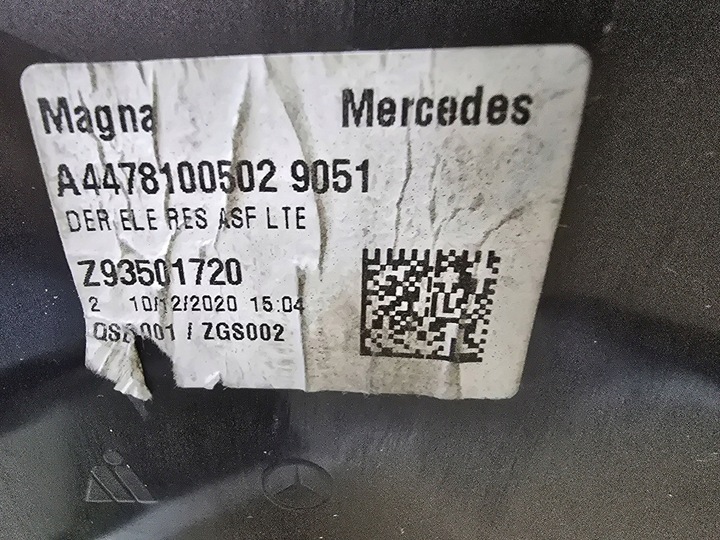 Magna Mercedes
A4478100502 9051
DER ELE RES ASF LTE
Z93501720
2 10/12/2020 15:04
/ ZGS002